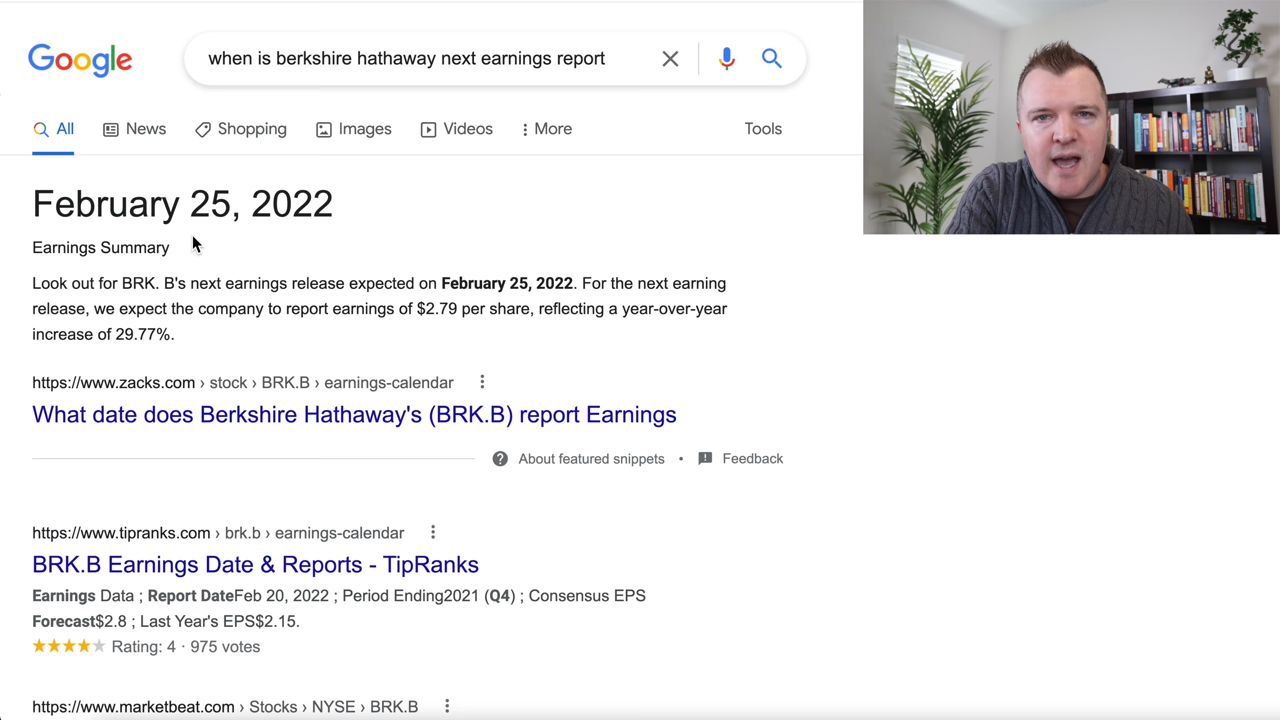 Google
when is berkshire hathaway next earnings report
All
News
Shopping
Images
Videos
More
Tools
February 25, 2022
Earnings Summary
Look out for BRK. B's next earnings release expected on February 25, 2022. For the next earning
release, we expect the company to report earnings of $2.79 per share, reflecting a year-over-year
increase of 29.77%.
https://www.zacks.com › stock › BRK.B › earnings-calendar
What date does Berkshire Hathaway's (BRK.B) report Earnings
About featured snippets • Feedback
https://www.tipranks.com › brk.b › earnings-calendar
BRK.B Earnings Date & Reports - TipRanks
Earnings Data ; Report DateFeb 20, 2022 ; Period Ending2021 (Q4) ; Consensus EPS
Forecast$2.8 ; Last Year's EPS$2.15.
Rating: 4 · 975 votes
https://www.marketbeat.com › Stocks › NYSE › BRK.B